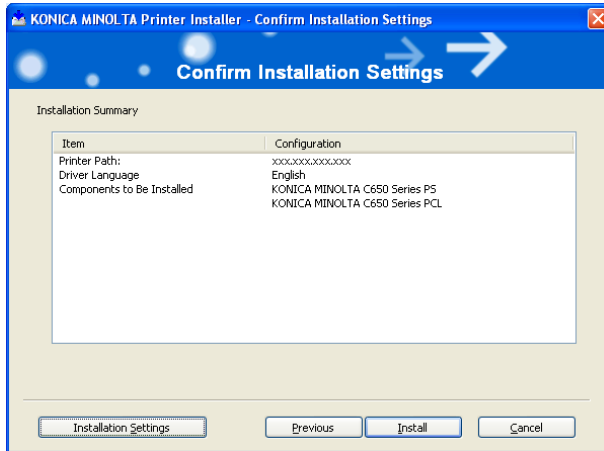 KONICA MINOLTA Printer Installer - Confirm Installation Settings
Confirm Installation Settings
Installation Summary
Item Configuration
Printer Path: xxx.xxx.xxx.xxx
Driver Language English
Components to Be Installed KONICA MINOLTA C650 Series PS
KONICA MINOLTA C650 Series PCL
Installation Settings Previous Install Cancel